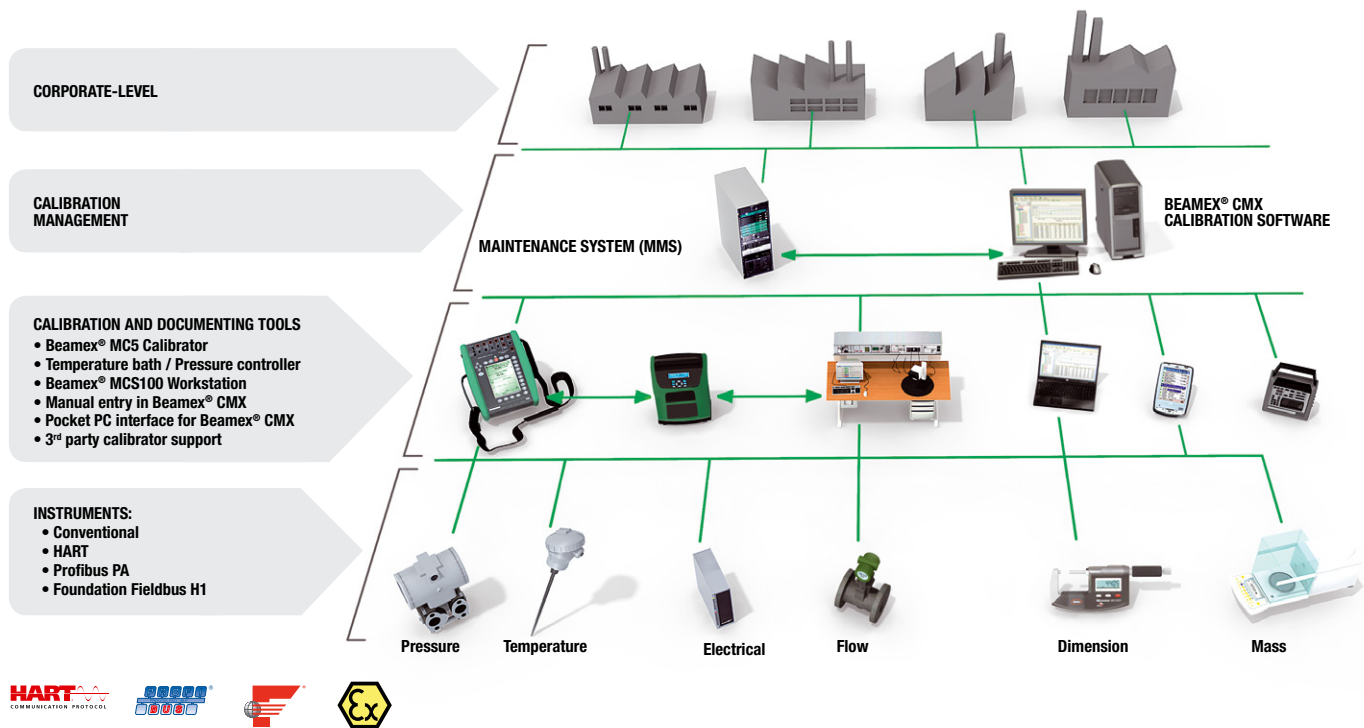 CORPORATE-LEVEL
CALIBRATION
MANAGEMENT
MAINTENANCE SYSTEM (MMS)
BEAMEX® CMX
CALIBRATION SOFTWARE
CALIBRATION AND DOCUMENTING TOOLS
• Beamex® MC5 Calibrator
• Temperature bath / Pressure controller
• Beamex® MCS100 Workstation
• Manual entry in Beamex® CMX
• Pocket PC interface for Beamex® CMX
• 3rd party calibrator support
INSTRUMENTS:
• Conventional
• HART
• Profibus PA
• Foundation Fieldbus H1
Pressure
Temperature
Electrical
Flow
Dimension
Mass
HART
COMMUNICATION PROTOCOL
PROFI®
BUS
F®
Ex